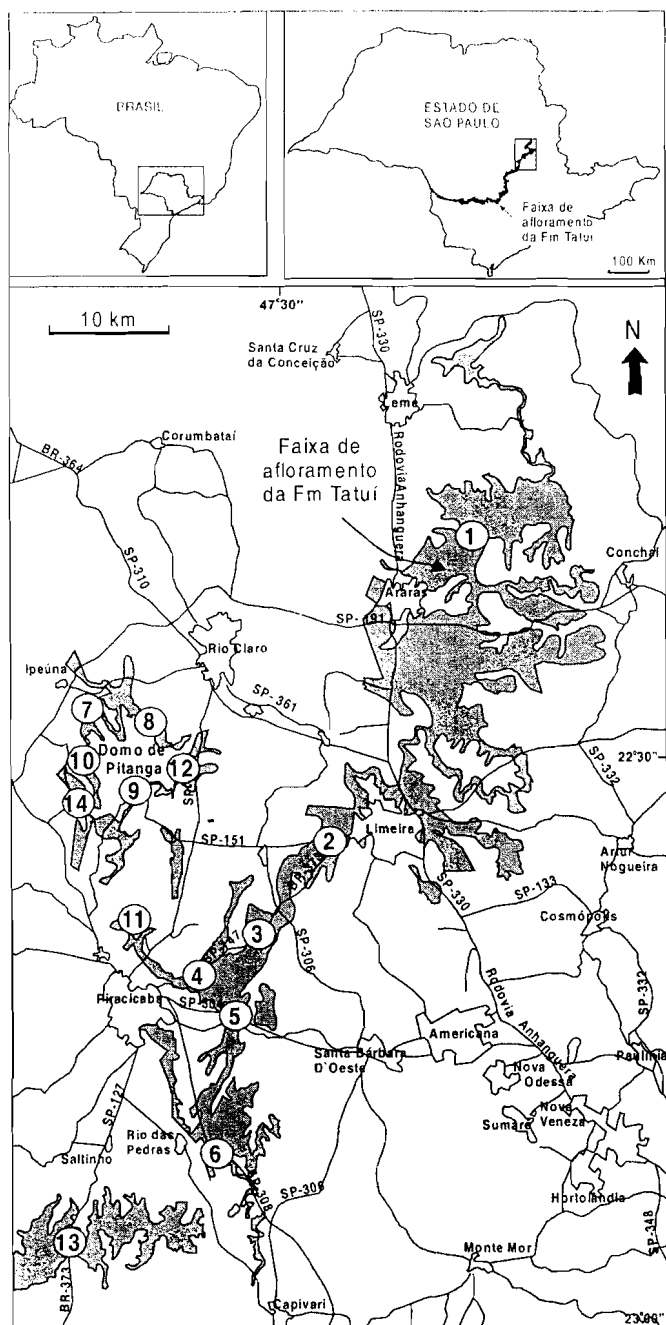 BRASIL
ESTADO DE
SAO PAULO
Faixa de
afloramento
da Fm Tatuí
100 Km
47°30"
10 km
SP-330
N
Santa Cruz
da Conceição
Leme
Corumbataí
BR-364
Faixa de
afloramento
da Fm Tatuí
Rodovia Anhanguera
1
Conchal
SP-310
Araras
SP-191
Rio Claro
Ipeúna
SP-361
7
8
22°30"
Domo de
Pitanga
10
12
SP-332
9
14
SP-151
2
Limeira
Artur
Nogueira
SP-330
SP-133
11
Cosmópolis
3
SP-306
4
SP-332
Piracicaba
5
Rodovia
Anhanguera
Americana
Santa Bárbara
D'Oeste
Paulínia
Nova
Odessa
SP-127
Nova
Veneza
Sumaré
Rio das
Pedras
Saltinho
6
SP-306
SP-308
Hortolândia
SP-348
13
Monte Mor
BR-373
Capivari
23°00"